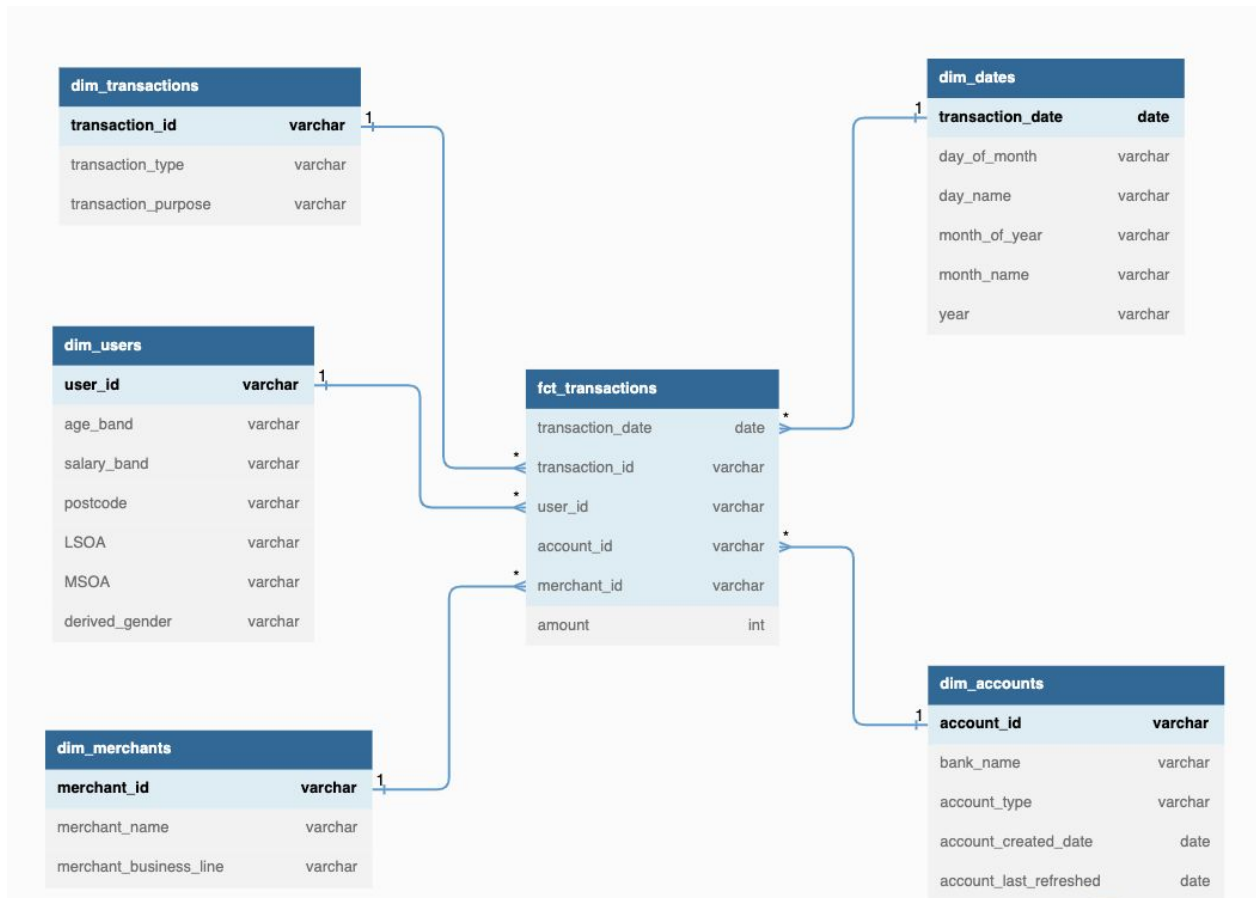 dim_transactions
transaction_id varchar
transaction_type varchar
transaction_purpose varchar
1
dim_dates
transaction_date date
day_of_month varchar
day_name varchar
month_of_year varchar
month_name varchar
year varchar
1
dim_users
user_id varchar
age_band varchar
salary_band varchar
postcode varchar
LSOA varchar
MSOA varchar
derived_gender varchar
1
fct_transactions
transaction_date date
transaction_id varchar
user_id varchar
account_id varchar
merchant_id varchar
amount int
*
*
*
*
*
dim_merchants
merchant_id varchar
merchant_name varchar
merchant_business_line varchar
1
dim_accounts
account_id varchar
bank_name varchar
account_type varchar
account_created_date date
account_last_refreshed date
1